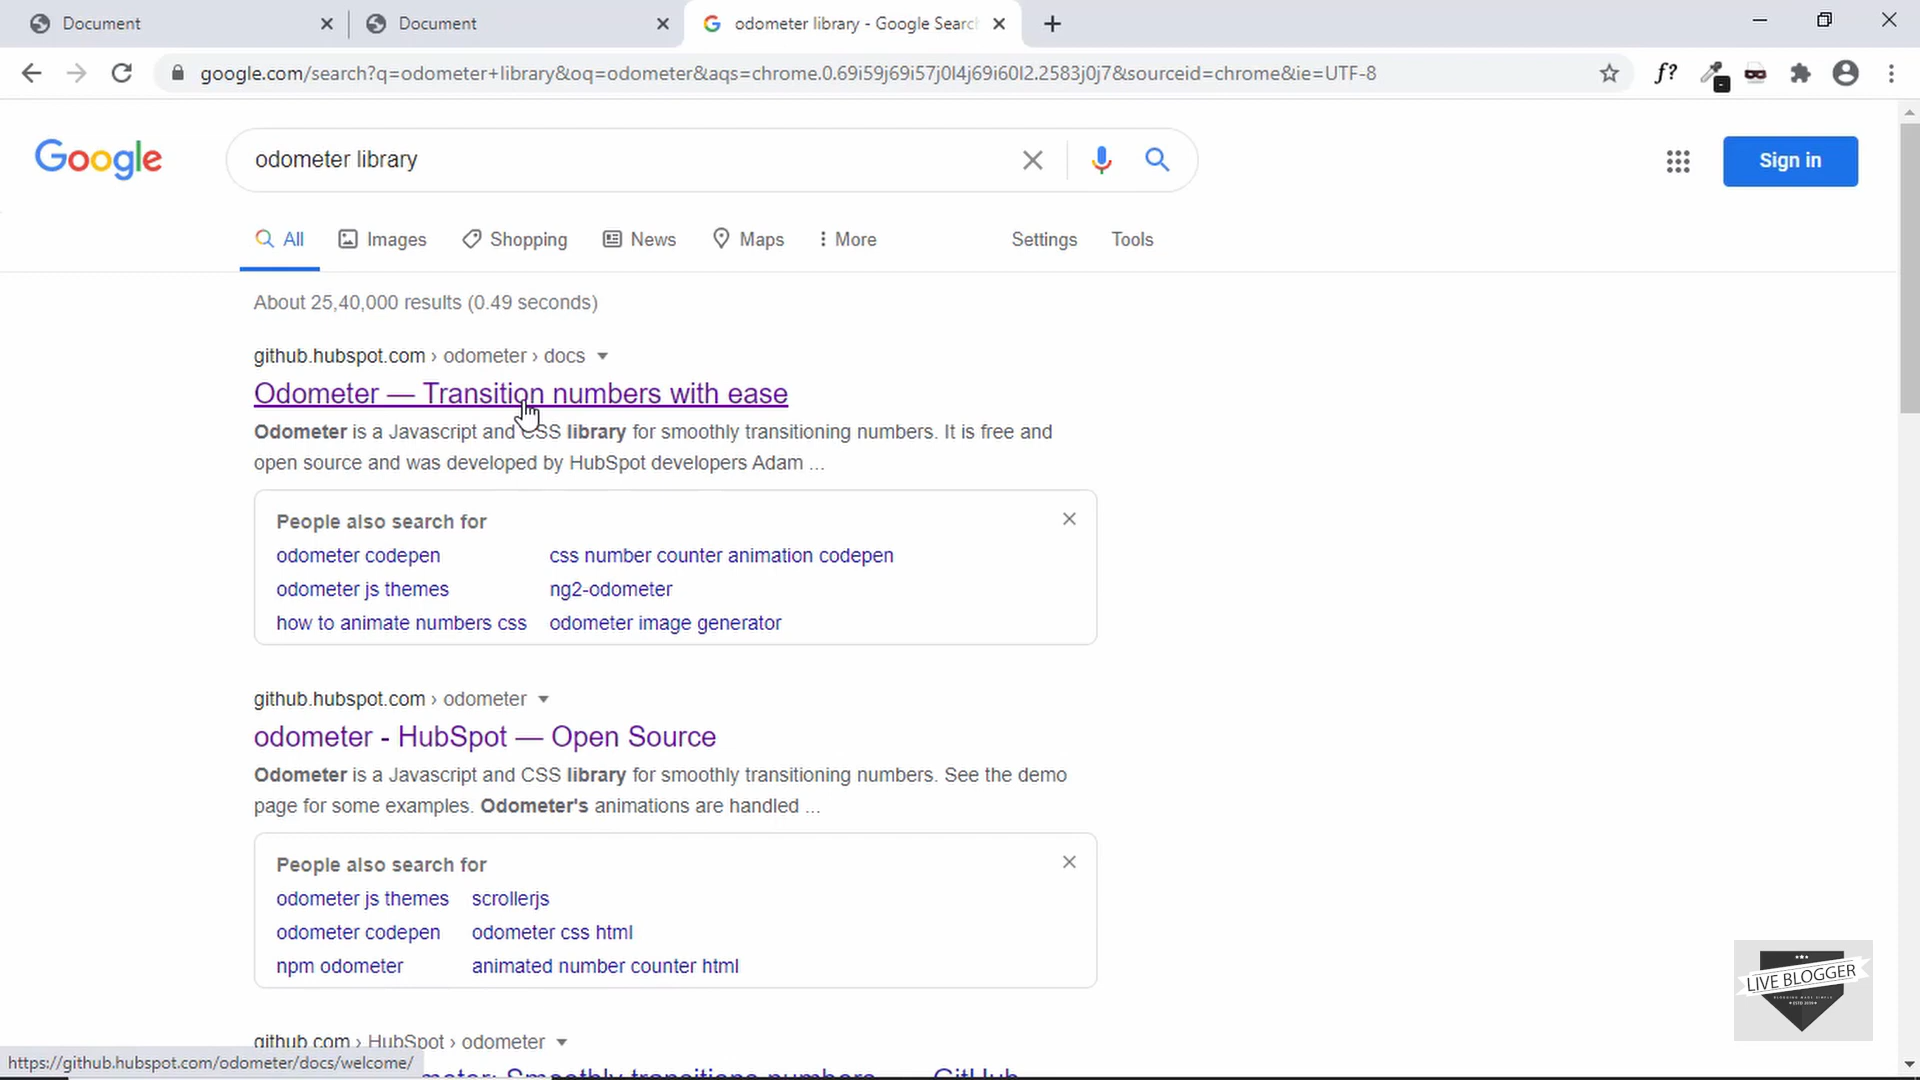 Document
Document
odometer library - Google Searc
google.com/search?q=odometer+library&oq=odometer&aqs=chrome.0.69i59j69i57j0l4j69i60l2.2583j0j7&sourceid=chrome&ie=UTF-8
f?
Google
odometer library
Sign in
All
Images
Shopping
News
Maps
More
Settings
Tools
About 25,40,000 results (0.49 seconds)
github.hubspot.com › odometer › docs
Odometer — Transition numbers with ease
Odometer is a Javascript and CSS library for smoothly transitioning numbers. It is free and
open source and was developed by HubSpot developers Adam ...
People also search for
odometer codepen
css number counter animation codepen
odometer js themes
ng2-odometer
how to animate numbers css
odometer image generator
github.hubspot.com › odometer
odometer - HubSpot — Open Source
Odometer is a Javascript and CSS library for smoothly transitioning numbers. See the demo
page for some examples. Odometer's animations are handled ...
People also search for
odometer js themes
scrollerjs
odometer codepen
odometer css html
npm odometer
animated number counter html
LIVE BLOGGER
github.com › HubSpot › odometer
https://github.hubspot.com/odometer/docs/welcome/
meter: Smoothly transitions numbers ... - GitHub